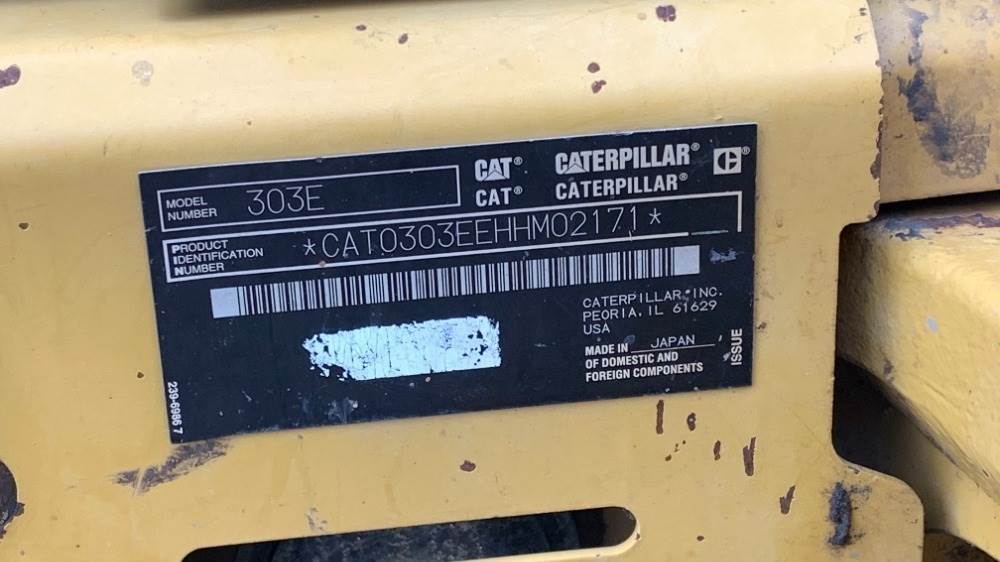 CAT® CATERPILLAR®
CAT® CATERPILLAR®
MODEL NUMBER 303E
PRODUCT IDENTIFICATION NUMBER *CAT0303EEHHM02171*
CATERPILLAR INC.
PEORIA, IL 61629
USA
MADE IN JAPAN
OF DOMESTIC AND
FOREIGN COMPONENTS
ISSUE
239-6986 7